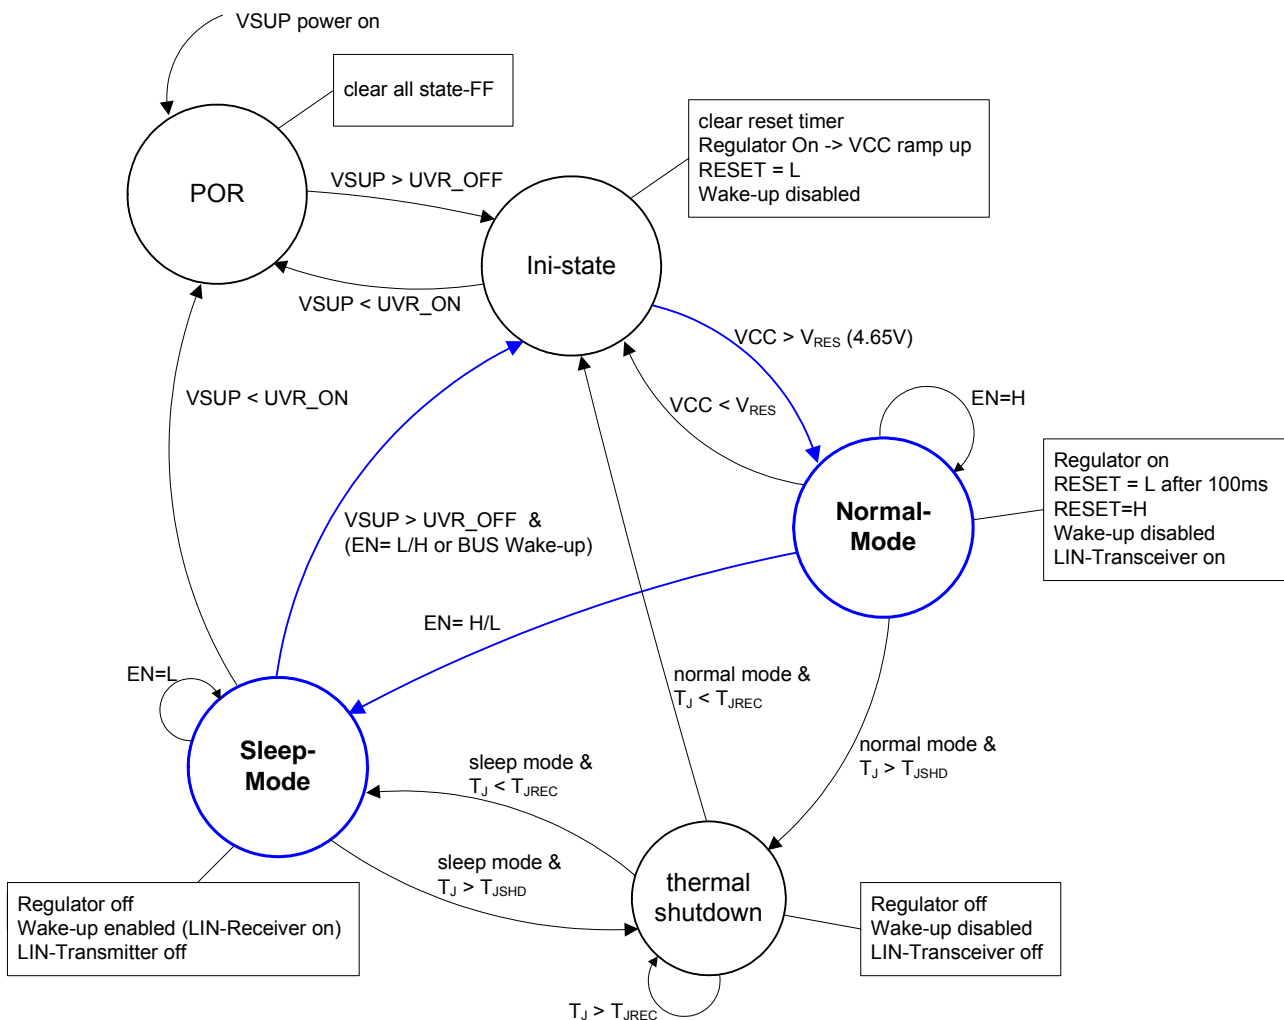 VSUP power on
clear all state-FF
clear reset timer
Regulator On -> VCC ramp up
RESET = L
Wake-up disabled
POR
VSUP > UVR_OFF
Ini-state
VSUP < UVR_ON
VCC > VRES (4.65V)
VSUP < UVR_ON
VCC < VRES
EN=H
Regulator on
RESET = L after 100ms
RESET=H
Wake-up disabled
LIN-Transceiver on
Normal-
Mode
VSUP > UVR_OFF &
(EN= L/H or BUS Wake-up)
EN= H/L
EN=L
normal mode &
TJ < TJREC
Sleep-
Mode
normal mode &
TJ > TJSHD
sleep mode &
TJ < TJREC
sleep mode &
TJ > TJSHD
thermal
shutdown
Regulator off
Wake-up enabled (LIN-Receiver on)
LIN-Transmitter off
Regulator off
Wake-up disabled
LIN-Transceiver off
TJ > TJREC